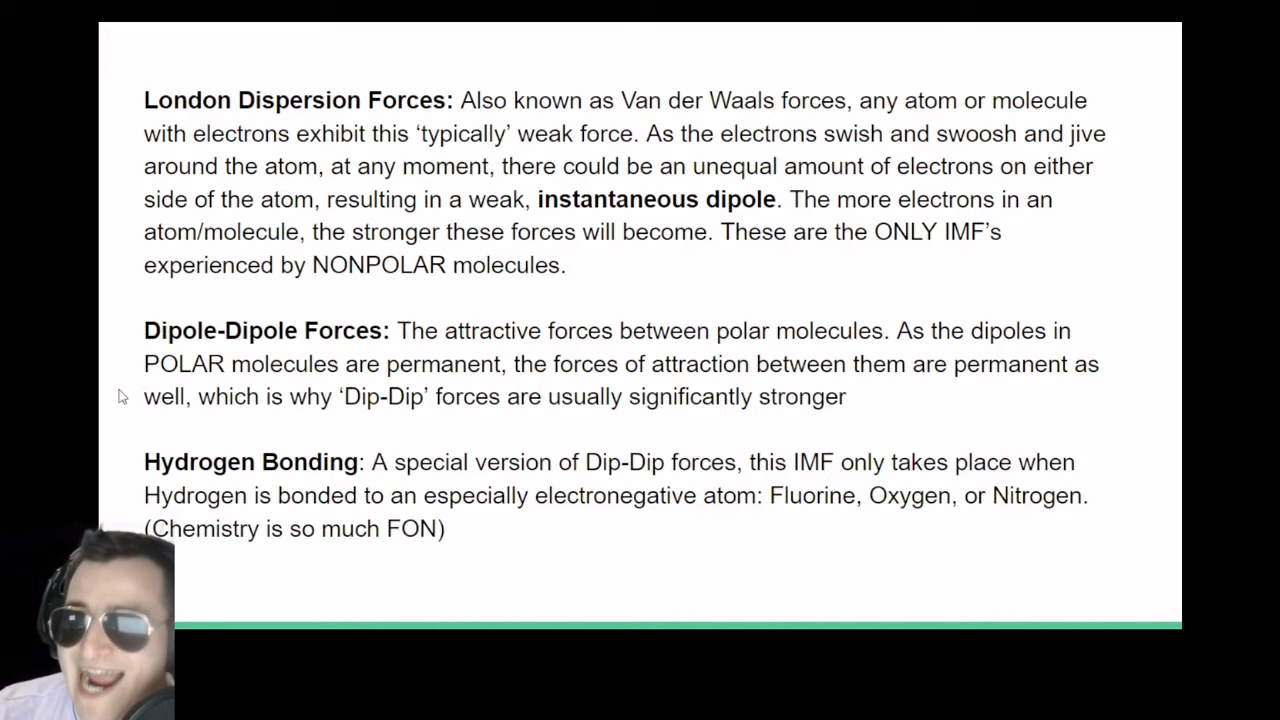 London Dispersion Forces: Also known as Van der Waals forces, any atom or molecule
with electrons exhibit this ‘typically’ weak force. As the electrons swish and swoosh and jive
around the atom, at any moment, there could be an unequal amount of electrons on either
side of the atom, resulting in a weak, instantaneous dipole. The more electrons in an
atom/molecule, the stronger these forces will become. These are the ONLY IMF’s
experienced by NONPOLAR molecules.
Dipole-Dipole Forces: The attractive forces between polar molecules. As the dipoles in
POLAR molecules are permanent, the forces of attraction between them are permanent as
well, which is why ‘Dip-Dip’ forces are usually significantly stronger
Hydrogen Bonding: A special version of Dip-Dip forces, this IMF only takes place when
Hydrogen is bonded to an especially electronegative atom: Fluorine, Oxygen, or Nitrogen.
(Chemistry is so much FON)